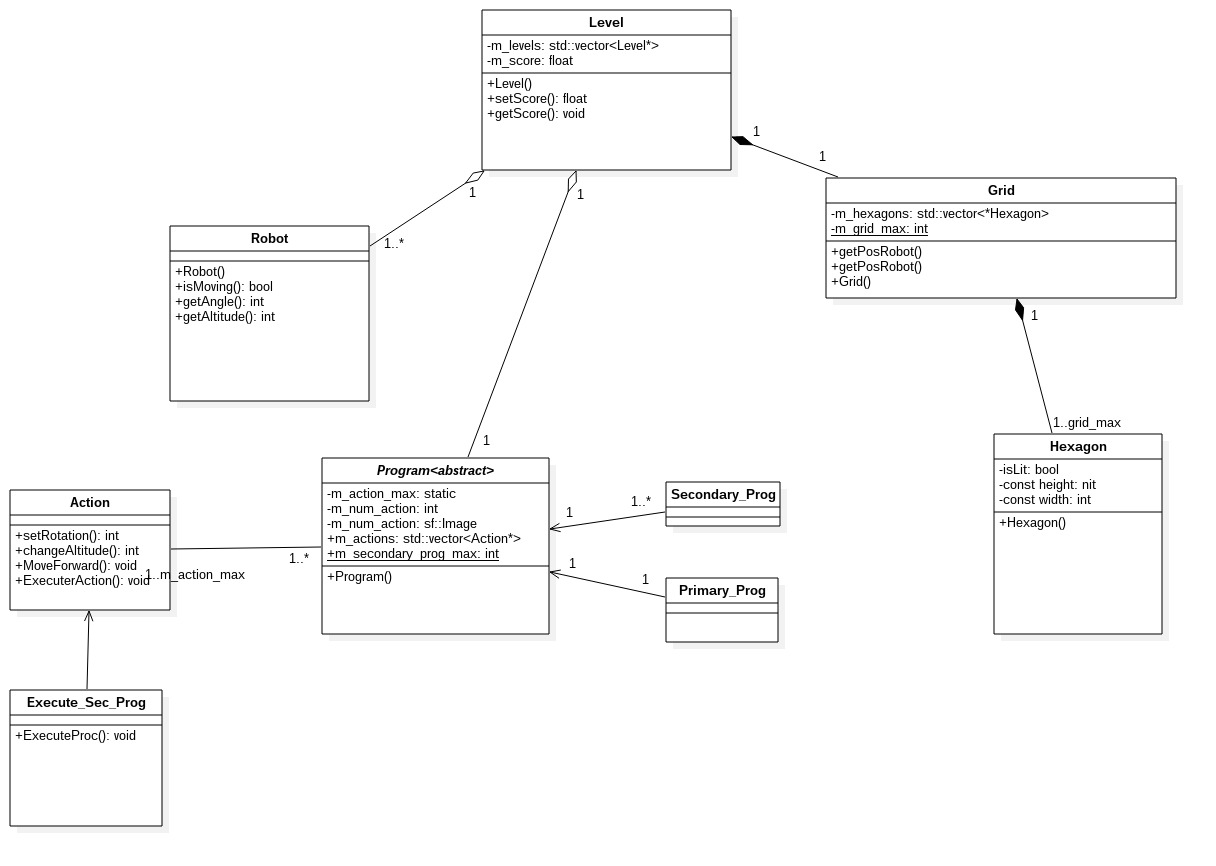 Level
-m_levels: std::vector<Level*>
-m_score: float
+Level()
+setScore(): float
+getScore(): void
1
1
1
1
1..*
Grid
-m_hexagons: std::vector<*Hexagon>
-m_grid_max: int
+getPosRobot()
+getPosRobot()
+Grid()
Robot
+Robot()
+isMoving(): bool
+getAngle(): int
+getAltitude(): int
1
1..grid_max
Hexagon
-isLit: bool
-const height: nit
-const width: int
+Hexagon()
1
Program<abstract>
-m_action_max: static
-m_num_action: int
-m_num_action: sf::Image
+m_actions: std::vector<Action*>
+m_secondary_prog_max: int
+Program()
Secondary_Prog
1..*
1
Primary_Prog
1
1
Action
+setRotation(): int
+changeAltitude(): int
+MoveForward(): void
+ExecuterAction(): void
1..*
1..m_action_max
Execute_Sec_Prog
+ExecuteProc(): void